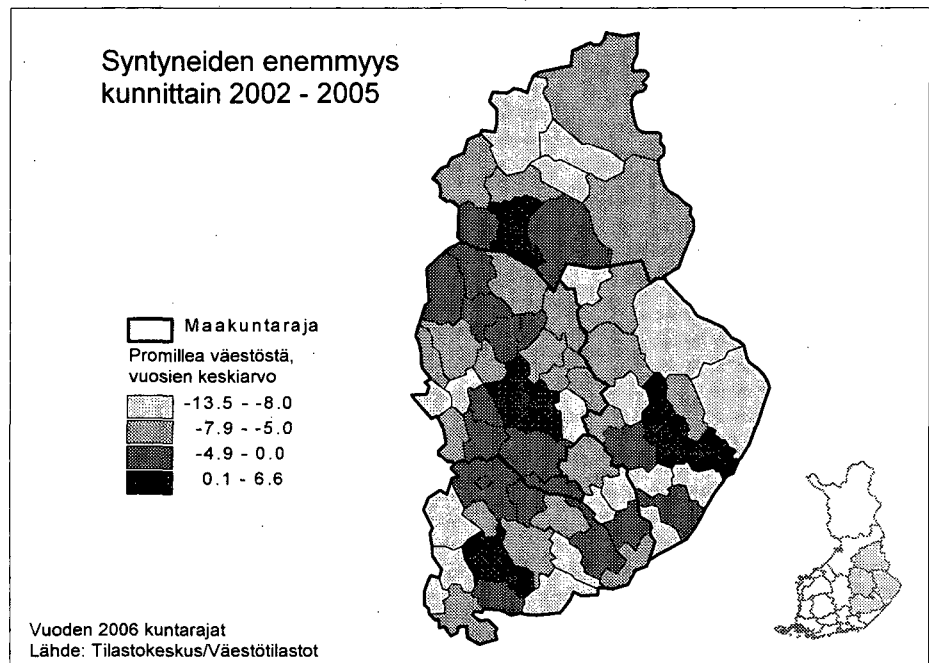 Syntyneiden enemmyys
kunnittain 2002 - 2005
Maakuntaraja
Promillea väestöstä,
vuosien keskiarvo
-13.5 - -8.0
-7.9 - -5.0
-4.9 - 0.0
0.1 - 6.6
Vuoden 2006 kuntarajat
Lähde: Tilastokeskus/Väestötilastot